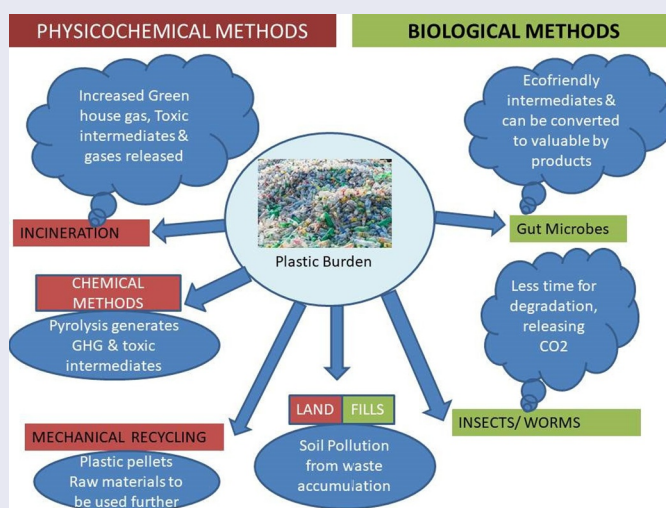 PHYSICOCHEMICAL METHODS
BIOLOGICAL METHODS
Increased Green
house gas, Toxic
intermediates &
gases released
Ecofriendly
intermediates &
can be converted
to valuable by
products
INCINERATION
Plastic Burden
Gut Microbes
CHEMICAL
METHODS
Pyrolysis generates
GHG & toxic
intermediates
Less time for
degradation,
releasing
CO2
MECHANICAL RECYCLING
Plastic pellets
Raw materials to
be used further
LAND FILLS
Soil Pollution
from waste
accumulation
INSECTS/ WORMS